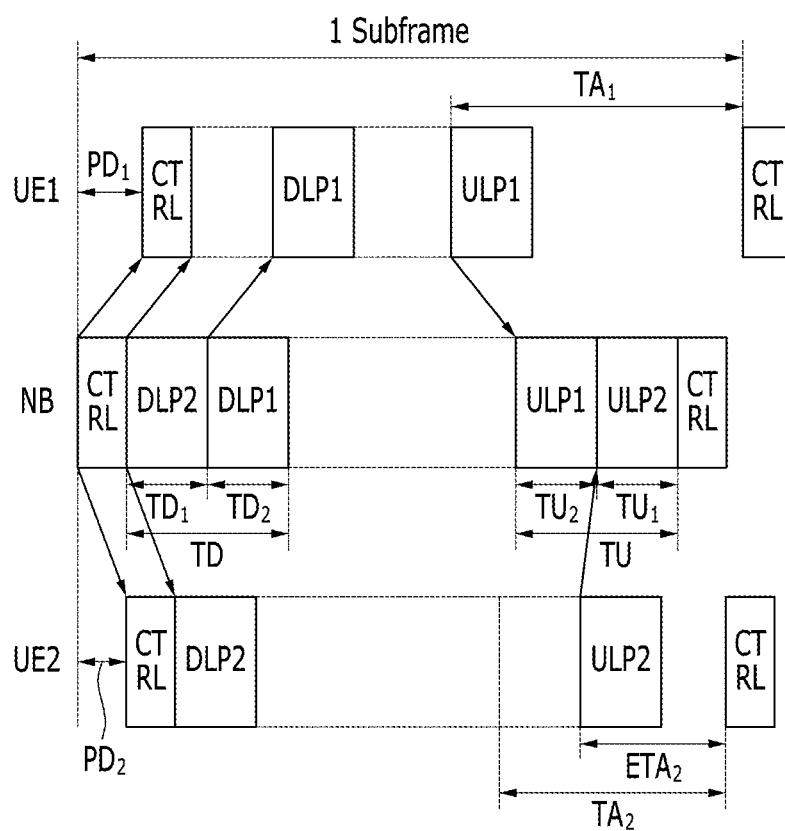 1 Subframe
TA₁
PD₁
UE1
CT
RL
DLP1
ULP1
CT
RL
NB
CT
RL
DLP2
DLP1
ULP1
ULP2
CT
RL
TD₁
TD₂
TU₂
TU₁
TD
TU
UE2
CT
RL
DLP2
ULP2
CT
RL
PD₂
ETA₂
TA₂